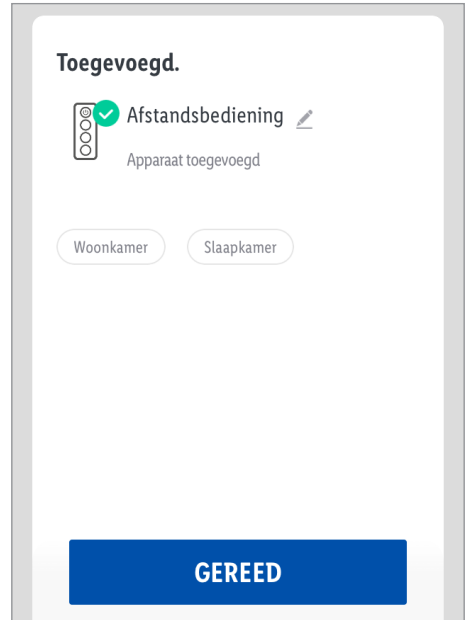 Toegevoegd.
Afstandsbediening
Apparaat toegevoegd
Woonkamer Slaapkamer
GEREED